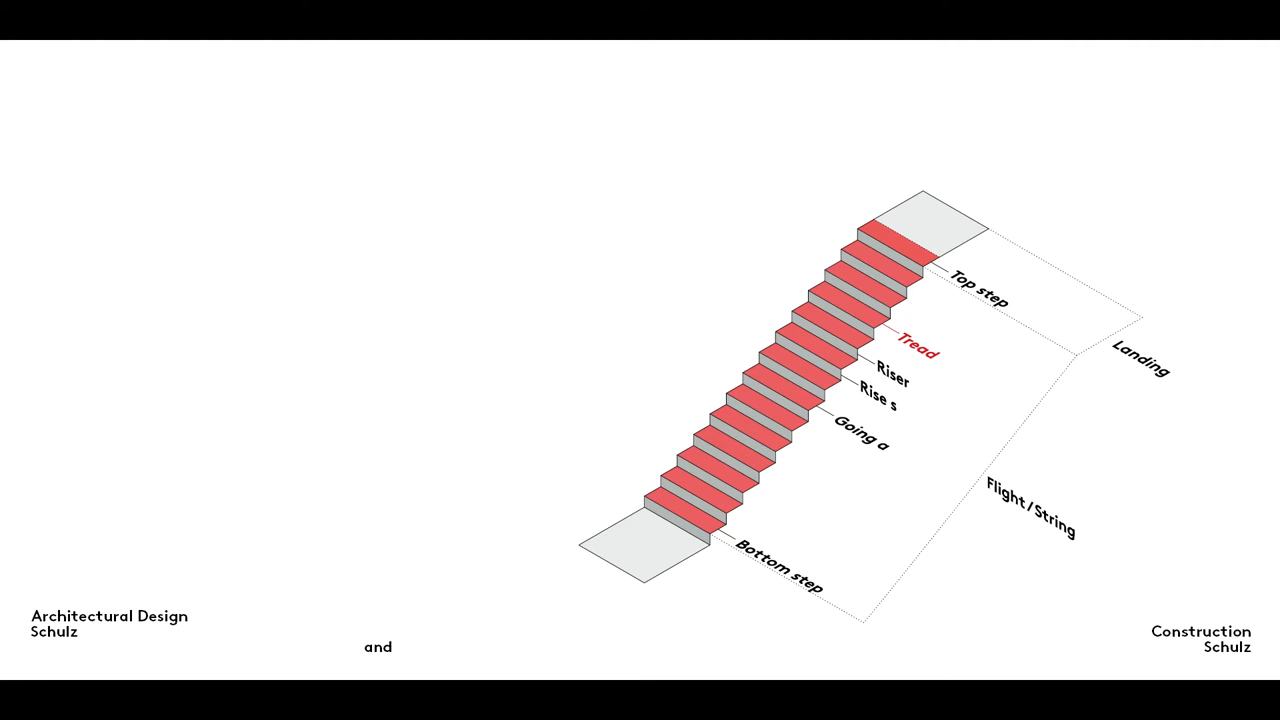 Top step
Tread
Landing
Riser
Rise s
Going a
Flight / String
Bottom step
Architectural Design
Schulz
and
Construction
Schulz